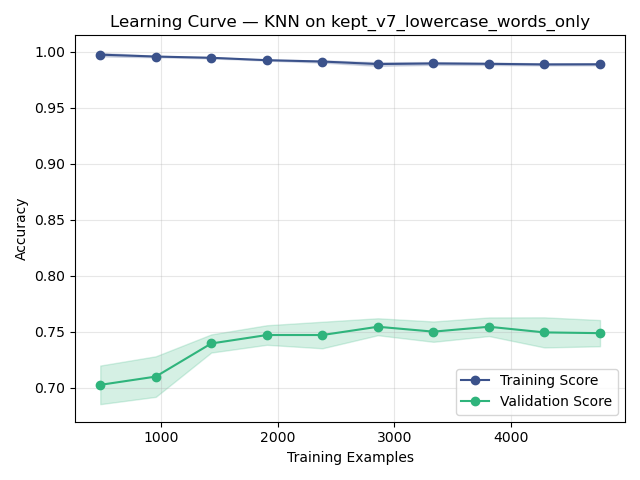 Learning Curve — KNN on kept_v7_lowercase_words_only
Accuracy
1.00
0.95
0.90
0.85
0.80
0.75
0.70
1000
2000
3000
4000
Training Examples
Training Score
Validation Score